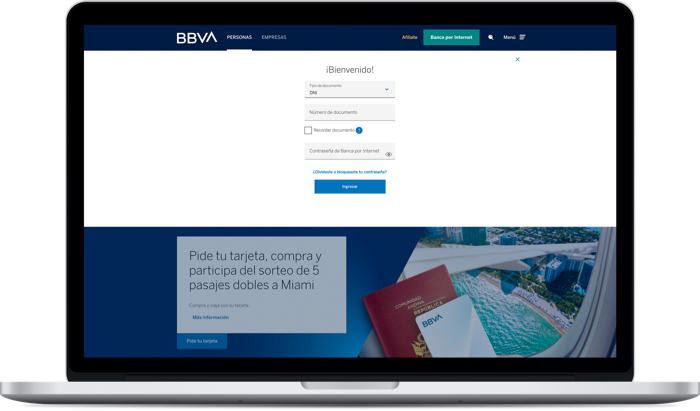 BBVA
PERSONAS
EMPRESAS
Afíliate
Banca por Internet
Menú
¡Bienvenido!
Tipo de documento
DNI
Número de documento
Recordar documento ?
Contraseña de Banca por Internet
¿Olvidaste o bloqueaste tu contraseña?
Ingresar
Pide tu tarjeta, compra y
participa del sorteo de 5
pasajes dobles a Miami
Compra y viaja con tu tarjeta.
Más información
Pide tu tarjeta
COMUNIDAD
ANDINA
REPÚBLICA
BBVA